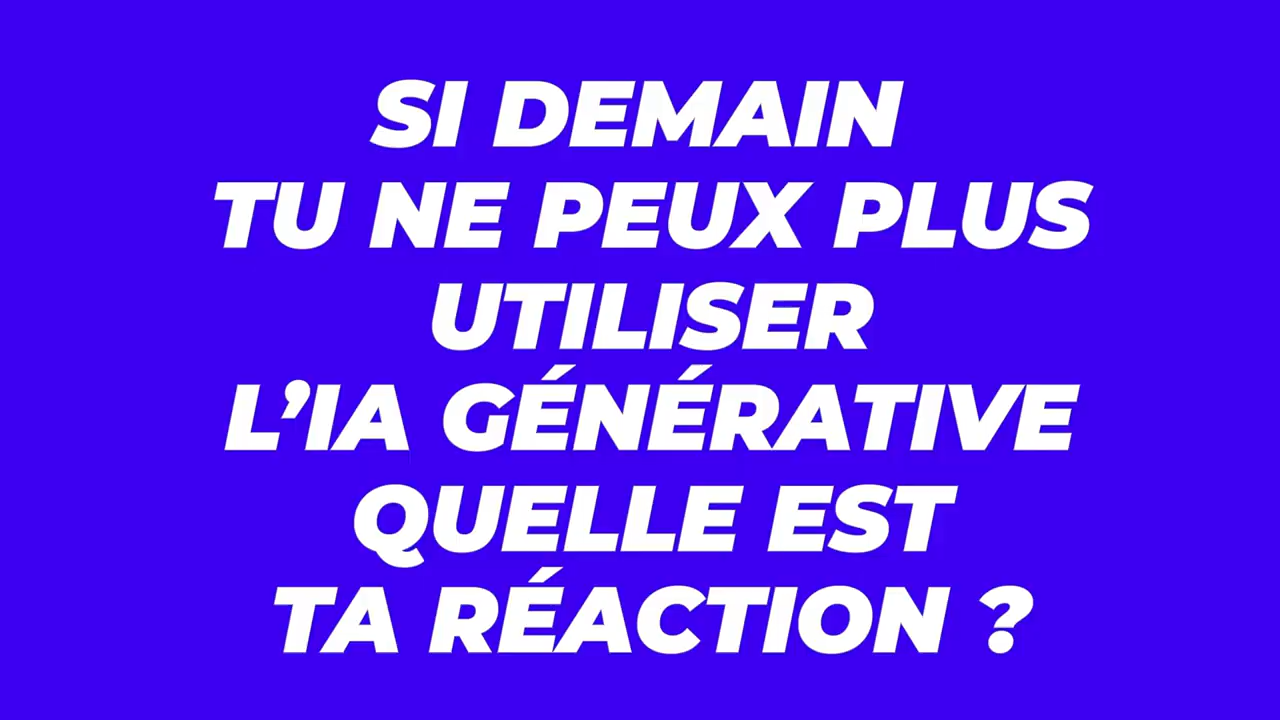 SI DEMAIN
TU NE PEUX PLUS
UTILISER
L’IA GÉNÉRATIVE
QUELLE EST
TA RÉACTION ?